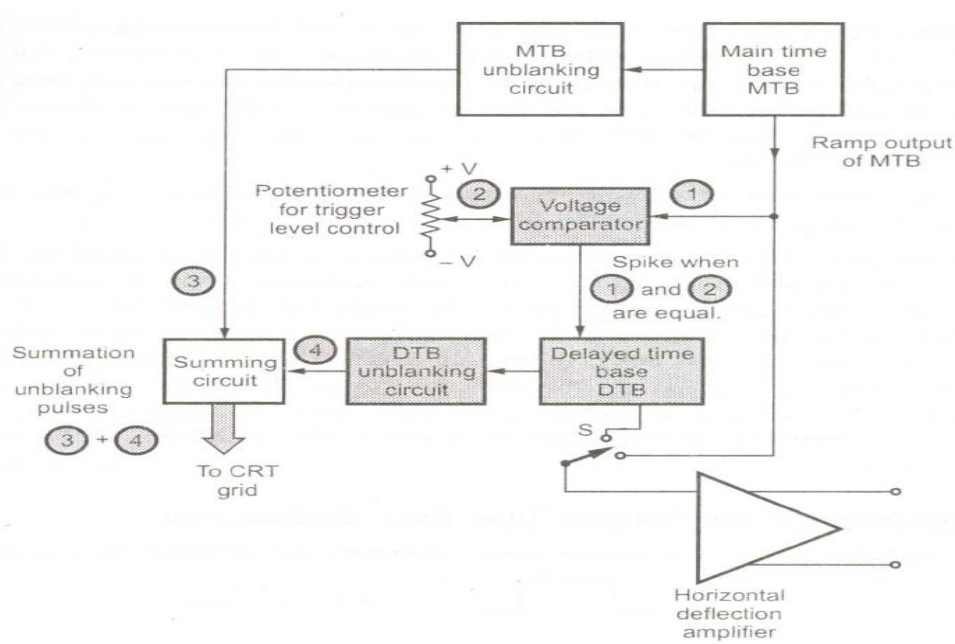 MTB
unblanking
circuit
Main time
base
MTB
Ramp output
of MTB
+ V
Potentiometer
for trigger
level control
2
Voltage
comparator
1
– V
Spike when
1 and 2
are equal.
3
Summation
of
unblanking
pulses
3 + 4
Summing
circuit
4
DTB
unblanking
circuit
Delayed time
base
DTB
S
To CRT
grid
Horizontal
deflection
amplifier